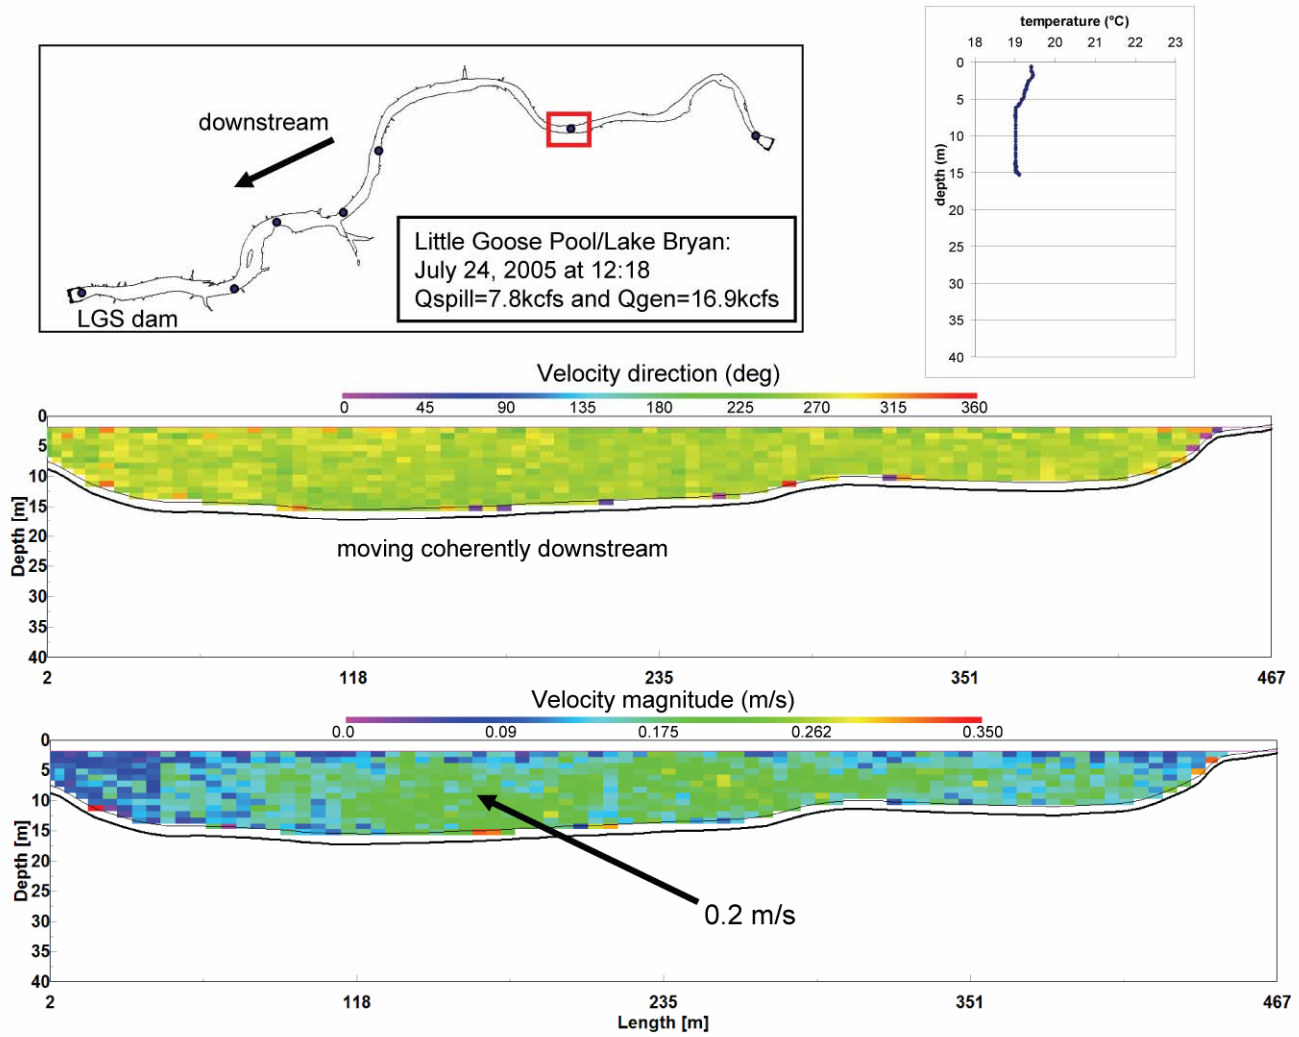 temperature (°C)
18 19 20 21 22 23
0
5
10
15
20
25
30
35
40
depth (m)
downstream
Little Goose Pool/Lake Bryan:
July 24, 2005 at 12:18
Qspill=7.8kcfs and Qgen=16.9kcfs
LGS dam
Velocity direction (deg)
0 45 90 135 180 225 270 315 360
0
5
10
15
20
25
30
35
40
Depth [m]
moving coherently downstream
2 118 235 351 467
Velocity magnitude (m/s)
0.0 0.09 0.175 0.262 0.350
0
5
10
15
20
25
30
35
40
Depth [m]
0.2 m/s
2 118 235 351 467
Length [m]